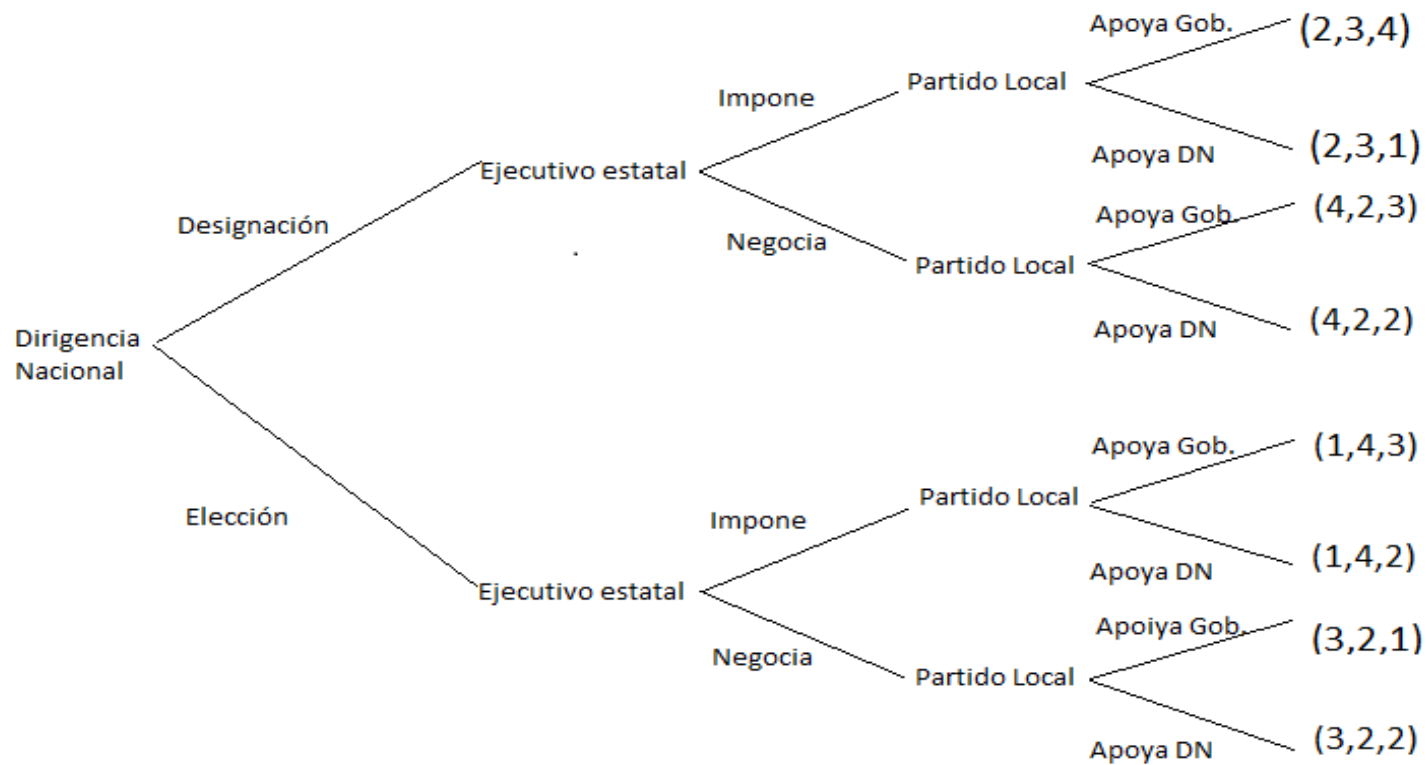 Apoya Gob.
(2,3,4)
Partido Local
Impone
Apoya DN
(2,3,1)
Ejecutivo estatal
Apoya Gob.
(4,2,3)
Designación
Negocia
Partido Local
Apoya DN
(4,2,2)
Dirigencia
Nacional
Apoya Gob.
(1,4,3)
Partido Local
Elección
Impone
Apoya DN
(1,4,2)
Ejecutivo estatal
Apoiya Gob.
(3,2,1)
Negocia
Partido Local
Apoya DN
(3,2,2)